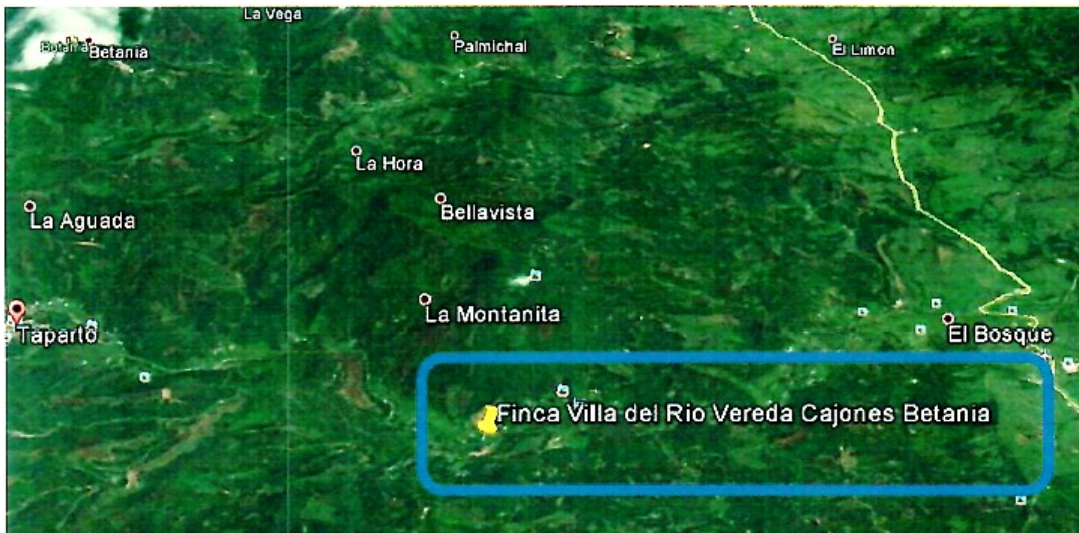 La Vega
Betania
Betania
Palmichal
El Limon
La Hora
La Aguada
Bellavista
La Montanita
Taparto
El Bosque
Finca Villa del Rio Vereda Cajones Betania